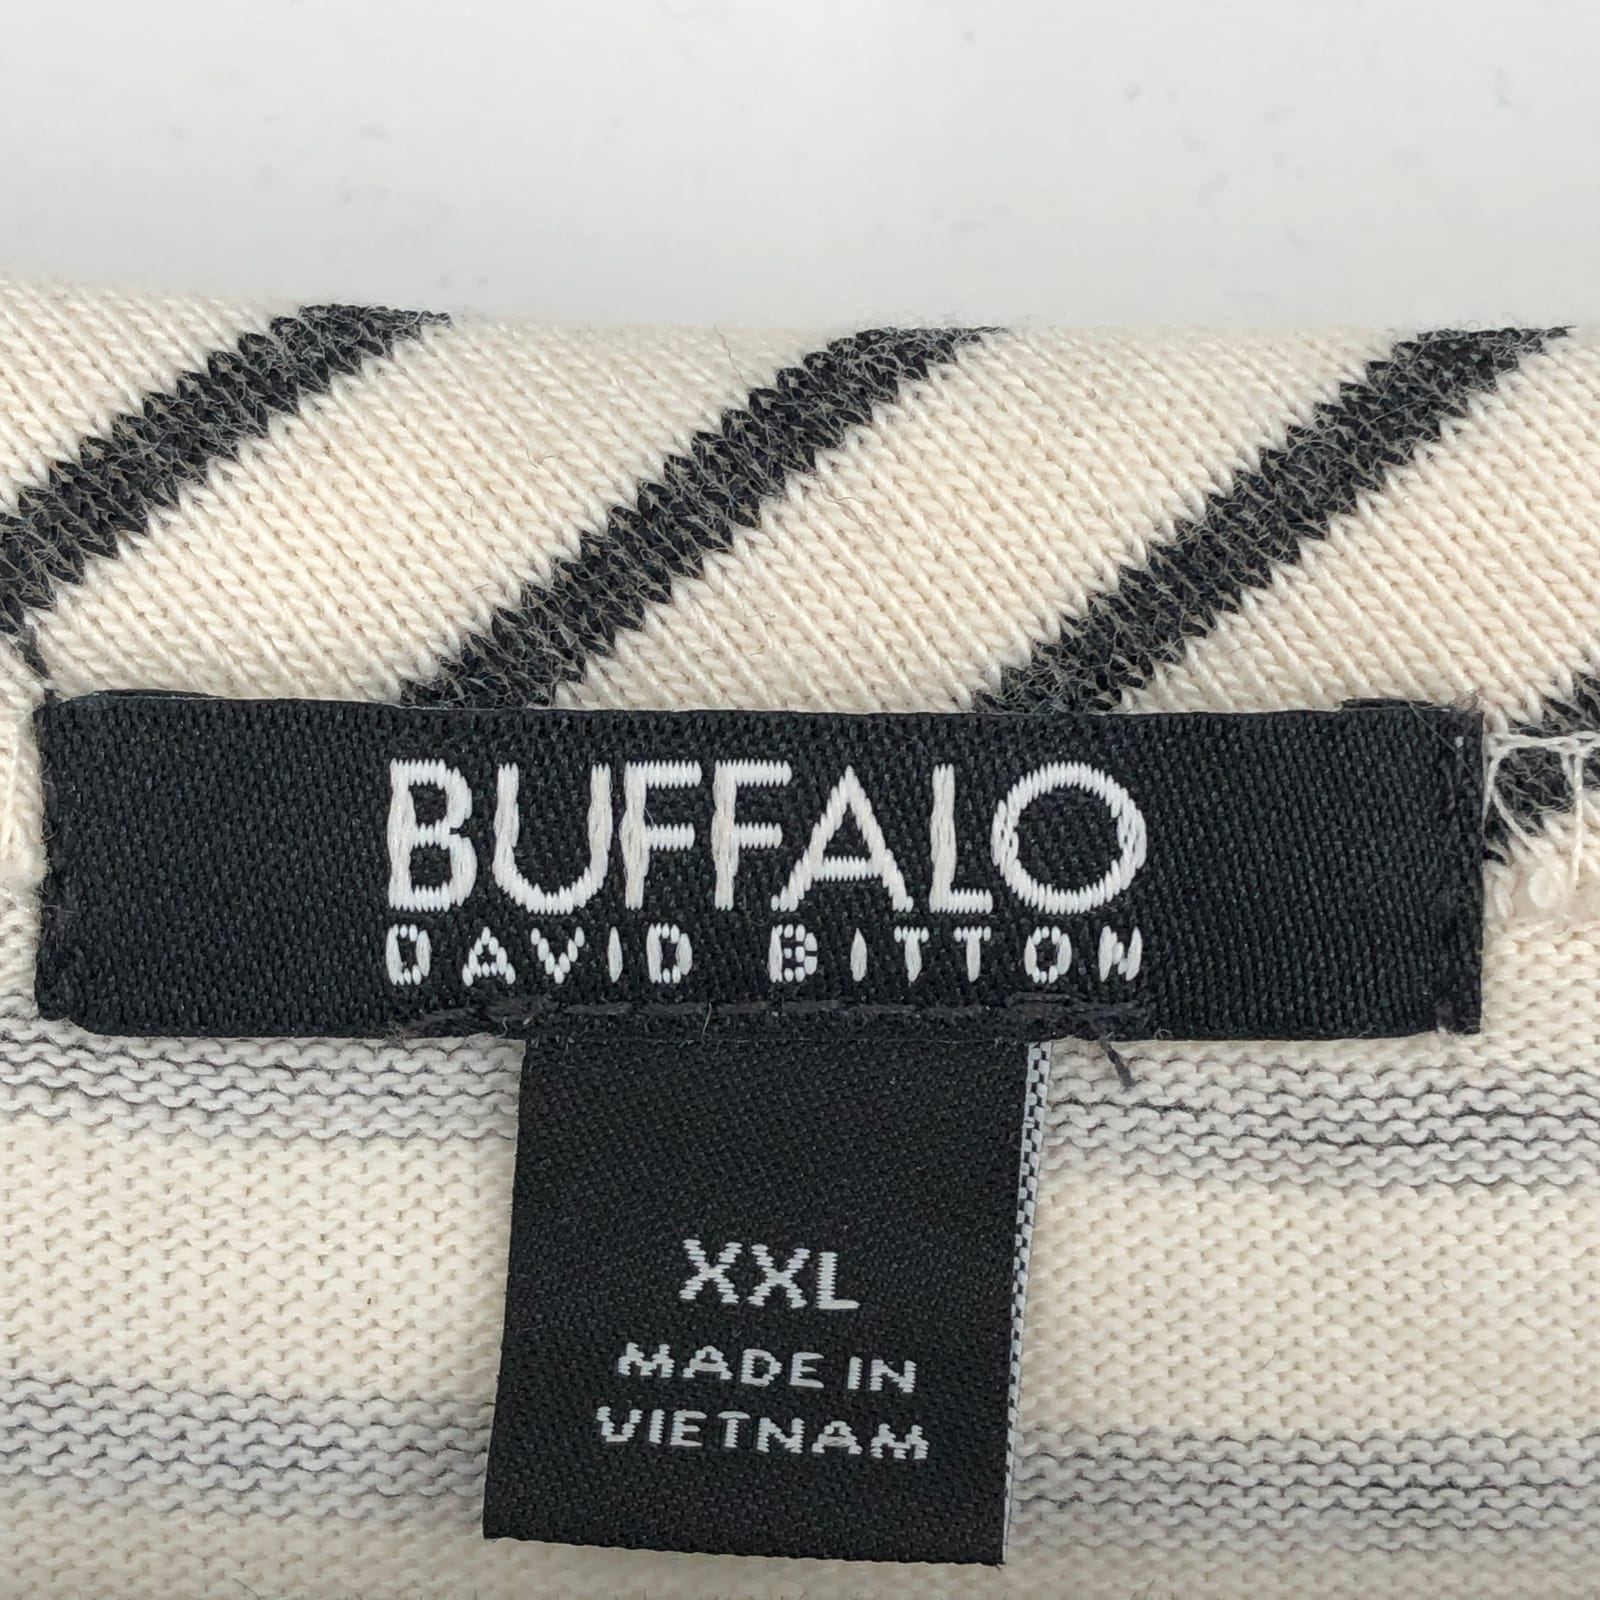 BUFFALO
DAVID BITTON
XXL
MADE IN
VIETNAM